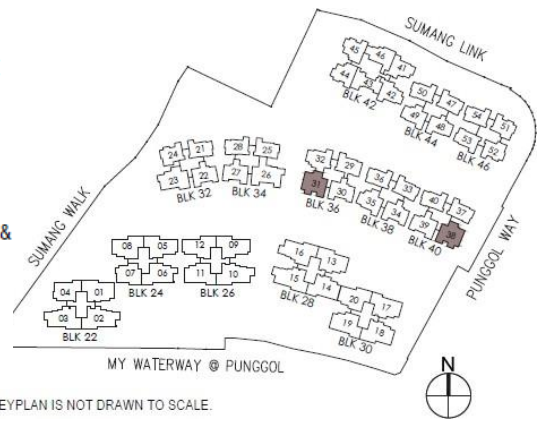 SUMANG LINK
45 46 41
44 43 42
BLK 42
50 47
49 48
BLK 44
54 51
53 52
BLK 46
24 21
23 22
BLK 32
28 25
27 26
BLK 34
32 29
31 30
BLK 36
36 33
35 34
BLK 38
40 37
39 38
BLK 40
SUMANG WALK
&
PUNGGOL WAY
08 05
07 06
BLK 24
12 09
11 10
BLK 26
16 13
15 14
BLK 28
04 01
03 02
BLK 22
20 17
19 18
BLK 30
MY WATERWAY @ PUNGGOL
N
EYPLAN IS NOT DRAWN TO SCALE.